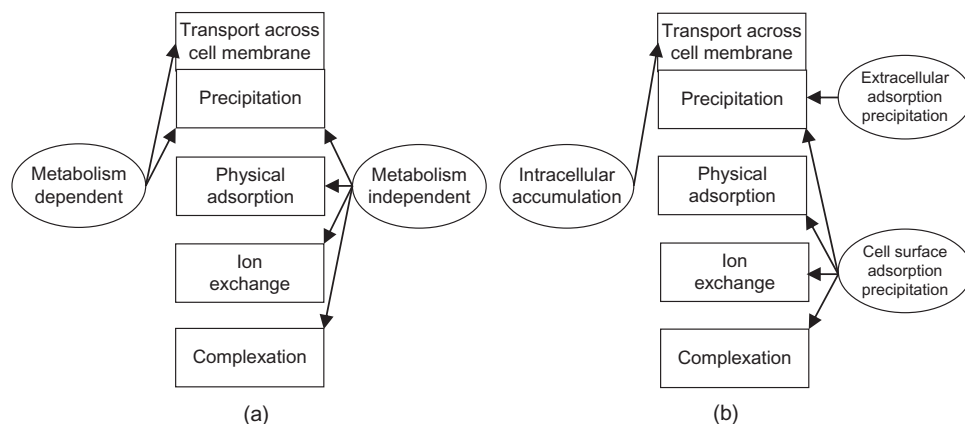 Transport across
cell membrane
Precipitation
Metabolism
dependent
Physical
adsorption
Metabolism
independent
Ion
exchange
Complexation
(a)
Transport across
cell membrane
Precipitation
Extracellular
adsorption
precipitation
Intracellular
accumulation
Physical
adsorption
Ion
exchange
Cell surface
adsorption
precipitation
Complexation
(b)